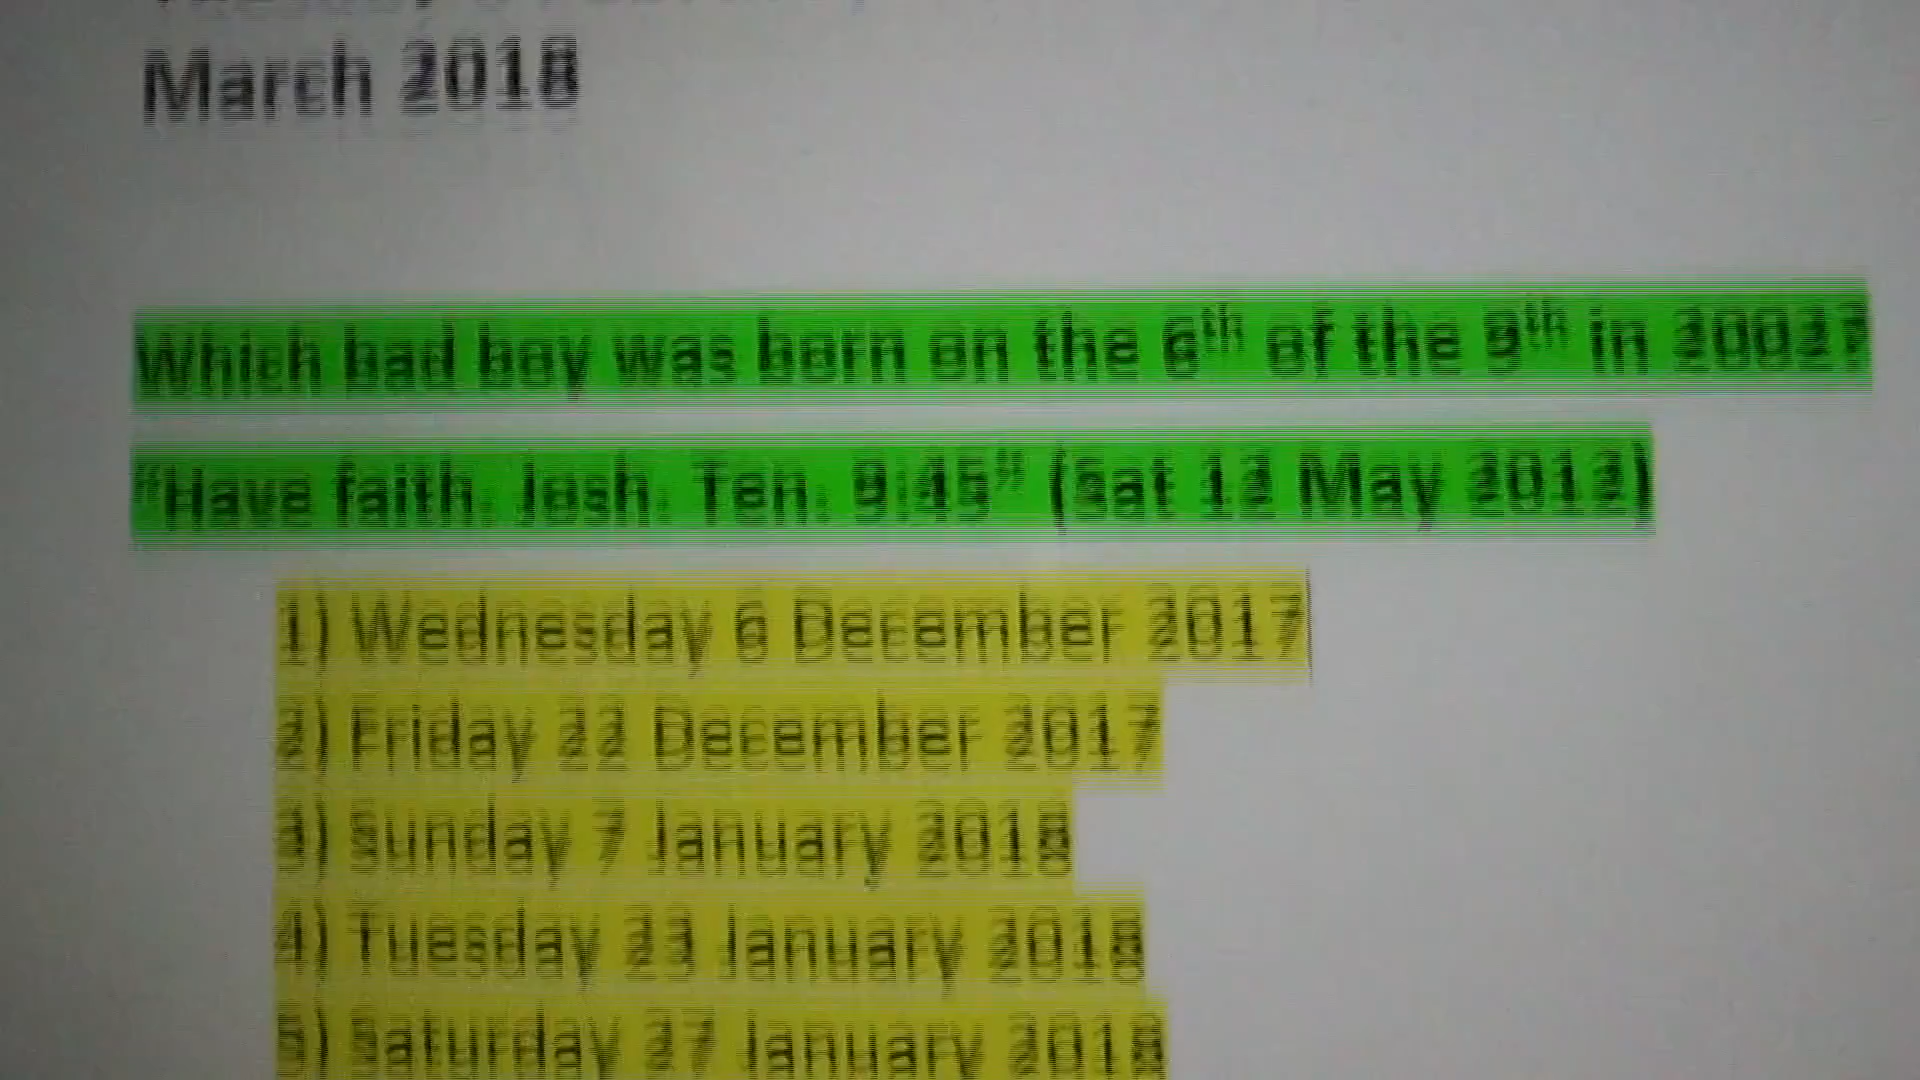 March 2018
Which bad boy was born on the 6th of the 9th in 2002?
"Have faith. Josh. Ten. 9:45" (Sat 12 May 2012)
1) Wednesday 6 December 2017
2) Friday 22 December 2017
3) Sunday 7 January 2018
4) Tuesday 23 January 2018
5) Saturday 27 January 2018